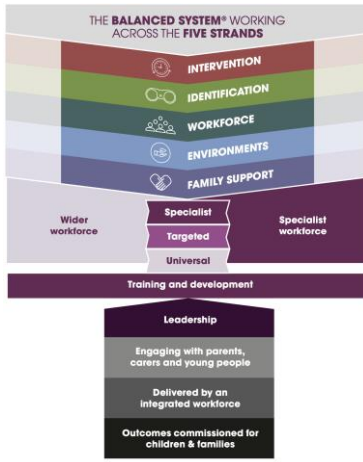 THE BALANCED SYSTEM® WORKING
ACROSS THE FIVE STRANDS
INTERVENTION
IDENTIFICATION
WORKFORCE
ENVIRONMENTS
FAMILY SUPPORT
Wider
workforce
Specialist
Targeted
Universal
Specialist
workforce
Training and development
Leadership
Engaging with parents,
carers and young people
Delivered by an
integrated workforce
Outcomes commissioned for
children & families